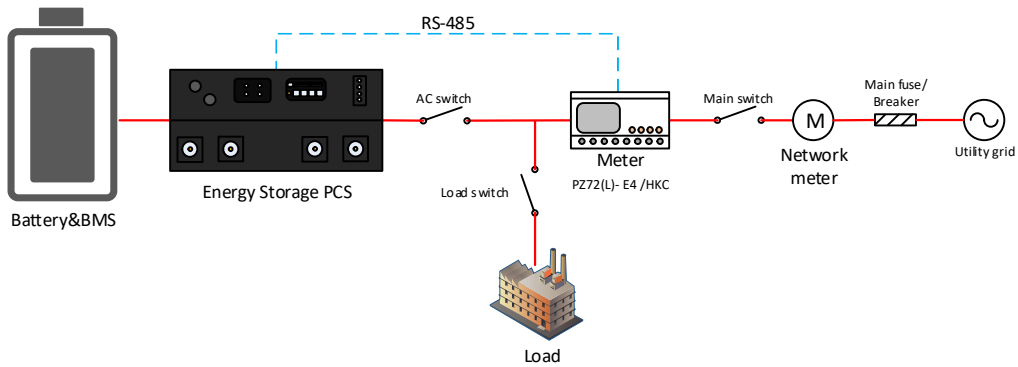 RS-485
AC switch
Main switch
Main fuse/
Breaker
M
Meter
PZ72(L)- E4 /HKC
Network
meter
Utility grid
Energy Storage PCS
Load switch
Battery&BMS
Load